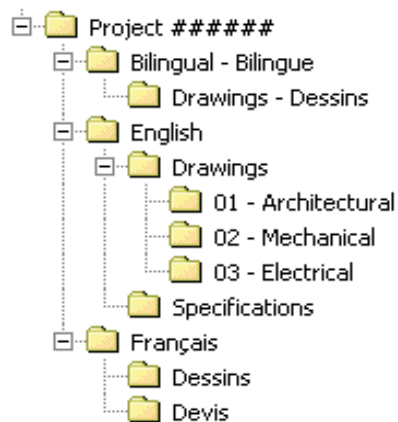 Project ######
Bilingual - Bilingue
Drawings - Dessins
English
Drawings
01 - Architectural
02 - Mechanical
03 - Electrical
Specifications
Français
Dessins
Devis